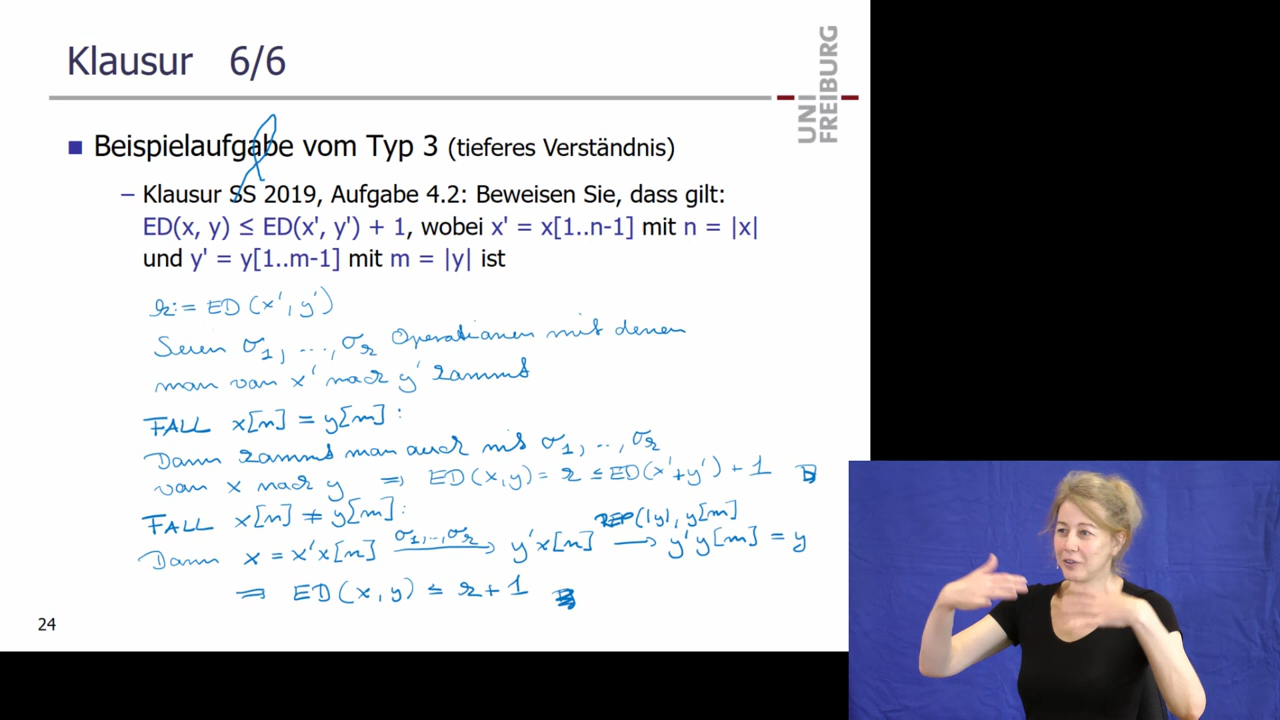 Klausur 6/6
UNI
FREIBURG
Beispielaufgabe vom Typ 3 (tieferes Verständnis)
– Klausur SS 2019, Aufgabe 4.2: Beweisen Sie, dass gilt:
ED(x, y) ≤ ED(x', y') + 1, wobei x' = x[1..n-1] mit n = |x|
und y' = y[1..m-1] mit m = |y| ist
k := ED(x', y')
Seien σ1, ..., σk Operationen mit denen
man von x' nach y' kommt
FALL x[n] = y[m]:
Dann kommt man auch mit σ1, ..., σk
von x nach y ⇒ ED(x,y) = k ≤ ED(x'+y') + 1
FALL x[n] ≠ y[m]:
REP(|y|, y[m]
σ1,..,σk
Dann x = x'x[n] → y'x[n] → y'y[m] = y
⇒ ED(x,y) ≤ k + 1
24